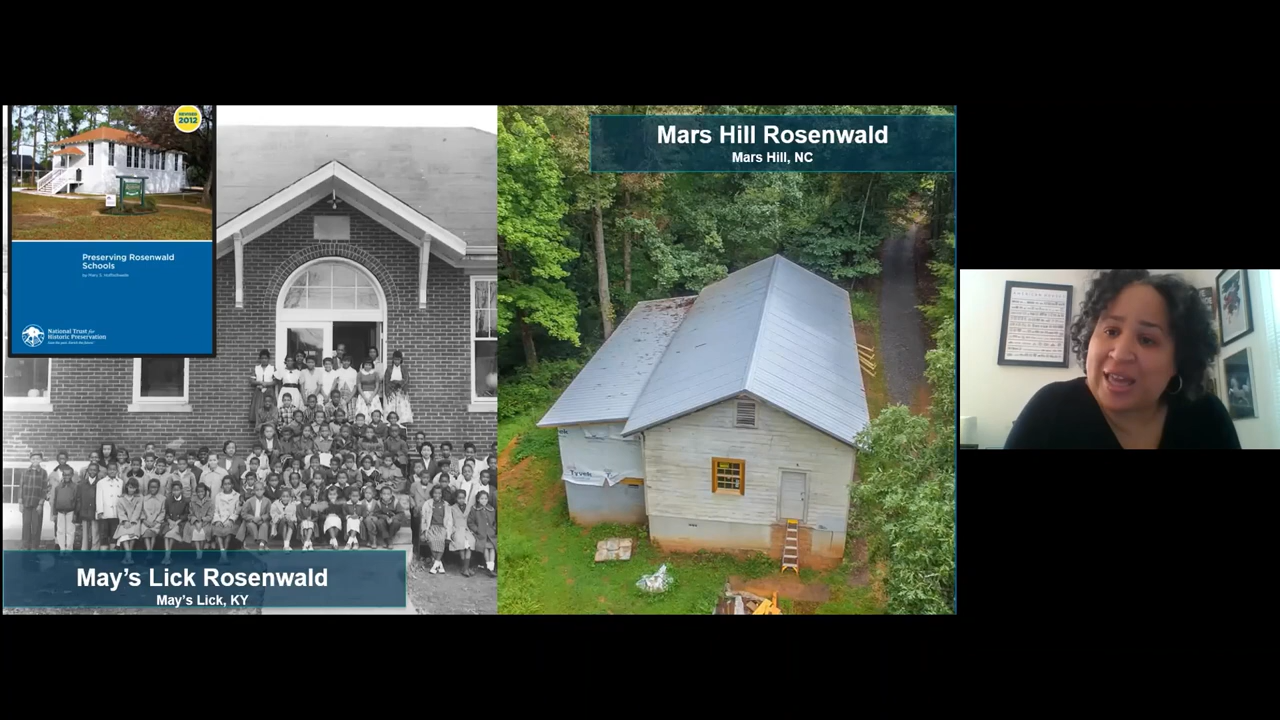 REVISED
2012
Preserving Rosenwald
Schools
National Trust for
Historic Preservation
May's Lick Rosenwald
May's Lick, KY
Mars Hill Rosenwald
Mars Hill, NC
Tyvek